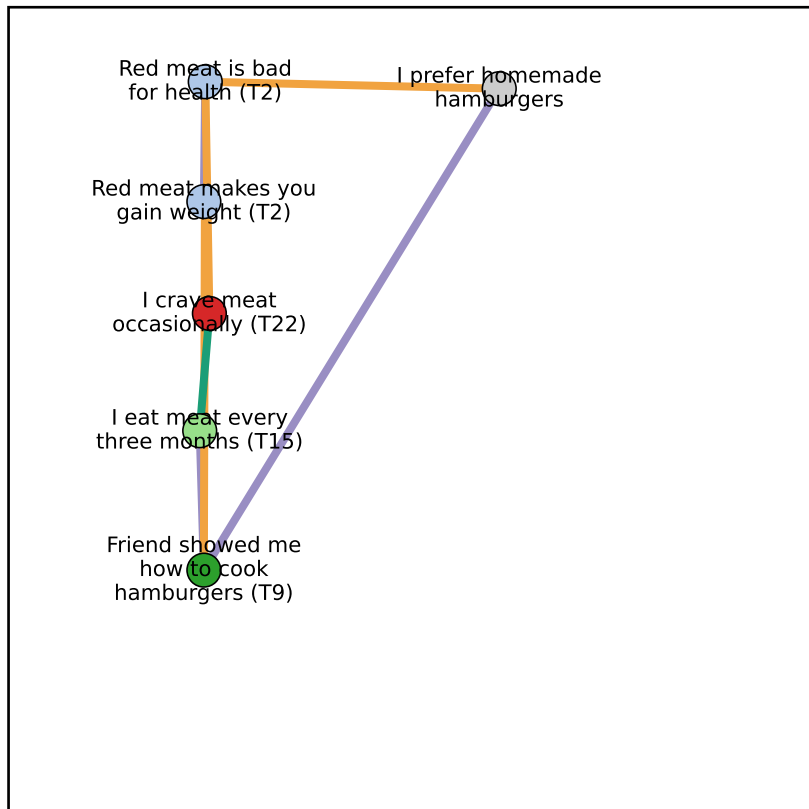 Red meat is bad
for health (T2)
I prefer homemade
hamburgers
Red meat makes you
gain weight (T2)
I crave meat
occasionally (T22)
I eat meat every
three months (T15)
Friend showed me
how to cook
hamburgers (T9)